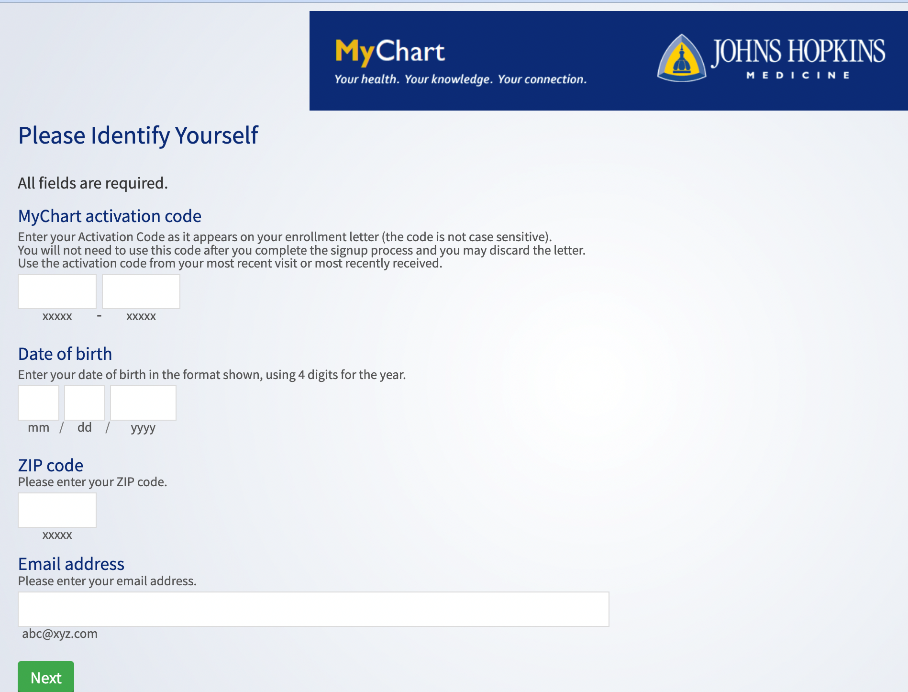 MyChart
Your health. Your knowledge. Your connection.
JOHNS HOPKINS
MEDICINE
Please Identify Yourself
All fields are required.
MyChart activation code
Enter your Activation Code as it appears on your enrollment letter (the code is not case sensitive).
You will not need to use this code after you complete the signup process and you may discard the letter.
Use the activation code from your most recent visit or most recently received.
xxxxx - xxxxx
Date of birth
Enter your date of birth in the format shown, using 4 digits for the year.
mm / dd / yyyy
ZIP code
Please enter your ZIP code.
xxxxx
Email address
Please enter your email address.
abc@xyz.com
Next